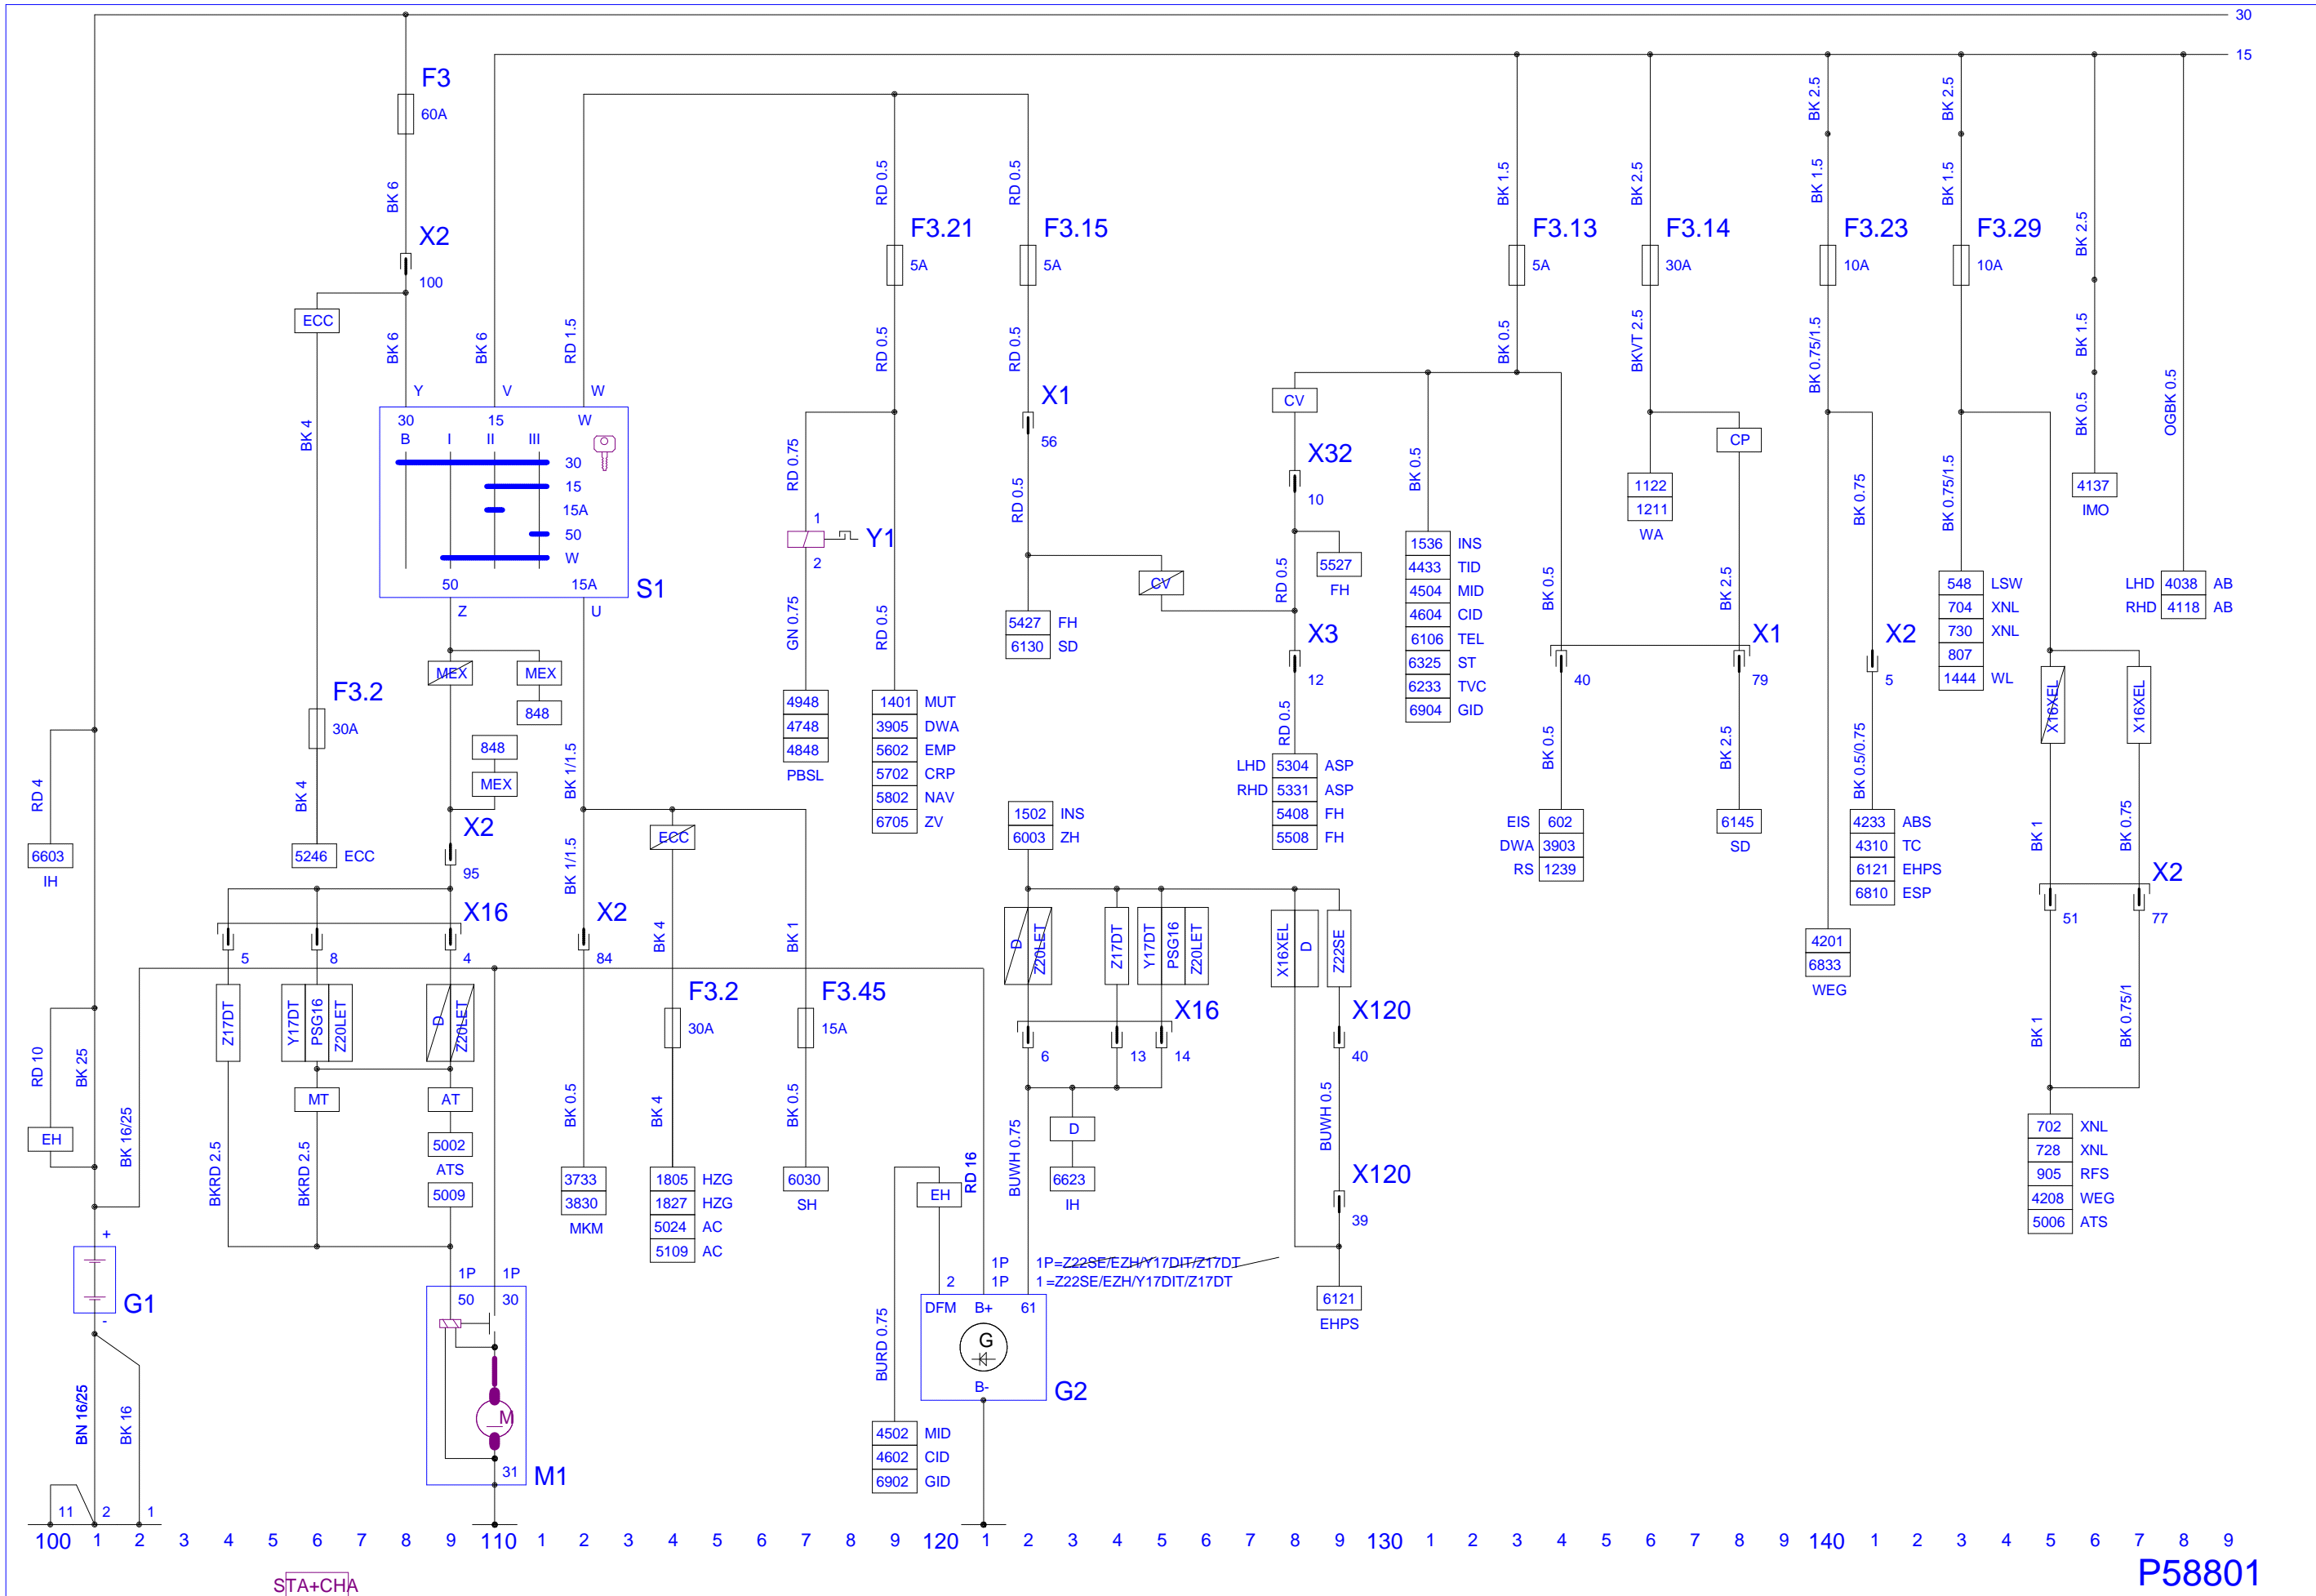 30
15
F3
60A
BK 6
X2
100
ECC
BK 6
BK 6
RD 1.5
BK 4
Y V W
30 15 W
B I II III
30
15
15A
50
W
50 15A
S1
Z U
MEX
MEX
848
848
MEX
F3.2
30A
BK 4
5246 ECC
X2
95
X16
5 8 4
Z17DT
Y17DT
PSG16
Z20LET
D
Z20LET
MT
AT
5002
ATS
5009
BKRD 2.5
BKRD 2.5
RD 4
6603
IH
RD 10
BK 25
EH
BK 16/25
+
G1
-
BN 16/25
BK 16
11 2 1
1P 1P
50 30
M
31
M1
BK 1/1.5
BK 1/1.5
X2
84
BK 0.5
3733
3830
MKM
ECC
BK 4
F3.2
30A
BK 4
1805 HZG
1827 HZG
5024 AC
5109 AC
BK 1
F3.45
15A
BK 0.5
6030
SH
RD 0.5
F3.21
5A
RD 0.5
RD 0.75
1
Y1
2
GN 0.75
RD 0.5
4948
4748
4848
PBSL
1401 MUT
3905 DWA
5602 EMP
5702 CRP
5802 NAV
6705 ZV
RD 0.5
F3.15
5A
RD 0.5
X1
56
RD 0.5
CV
5427 FH
6130 SD
CV
X32
10
5527
FH
RD 0.5
X3
12
RD 0.5
LHD 5304 ASP
RHD 5331 ASP
5408 FH
5508 FH
1502 INS
6003 ZH
D
Z20LET
Z17DT
Y17DT
PSG16
Z20LET
X16XEL
D
Z22SE
X16
6 13 14
X120
40
BUWH 0.75
D
6623
IH
BUWH 0.5
X120
39
6121
EHPS
EH
RD 16
1P 1P=Z22SE/EZH/Y17DIT/Z17DT
2 1P 1=Z22SE/EZH/Y17DIT/Z17DT
DFM B+ 61
G
B-
G2
BURD 0.75
4502 MID
4602 CID
6902 GID
BK 1.5
F3.13
5A
BK 0.5
BK 0.5
1536 INS
4433 TID
4504 MID
4604 CID
6106 TEL
6325 ST
6233 TVC
6904 GID
BK 0.5
40
BK 0.5
EIS 602
DWA 3903
RS 1239
BK 2.5
F3.14
30A
BKVT 2.5
CP
1122
1211
WA
BK 2.5
X1
79
BK 2.5
6145
SD
BK 2.5
BK 1.5
F3.23
10A
BK 0.75/1.5
BK 0.75
X2
5
BK 0.5/0.75
4233 ABS
4310 TC
6121 EHPS
6810 ESP
4201
6833
WEG
BK 2.5
BK 1.5
F3.29
10A
BK 0.75/1.5
548 LSW
704 XNL
730 XNL
807
1444 WL
X16XEL
X16XEL
BK 1
BK 0.75
X2
51 77
BK 1
BK 0.75/1
702 XNL
728 XNL
905 RFS
4208 WEG
5006 ATS
BK 2.5
BK 1.5
BK 0.5
4137
IMO
OGBK 0.5
LHD 4038 AB
RHD 4118 AB
100 1 2 3 4 5 6 7 8 9 110 1 2 3 4 5 6 7 8 9 120 1 2 3 4 5 6 7 8 9 130 1 2 3 4 5 6 7 8 9 140 1 2 3 4 5 6 7 8 9
STA+CHA
P58801